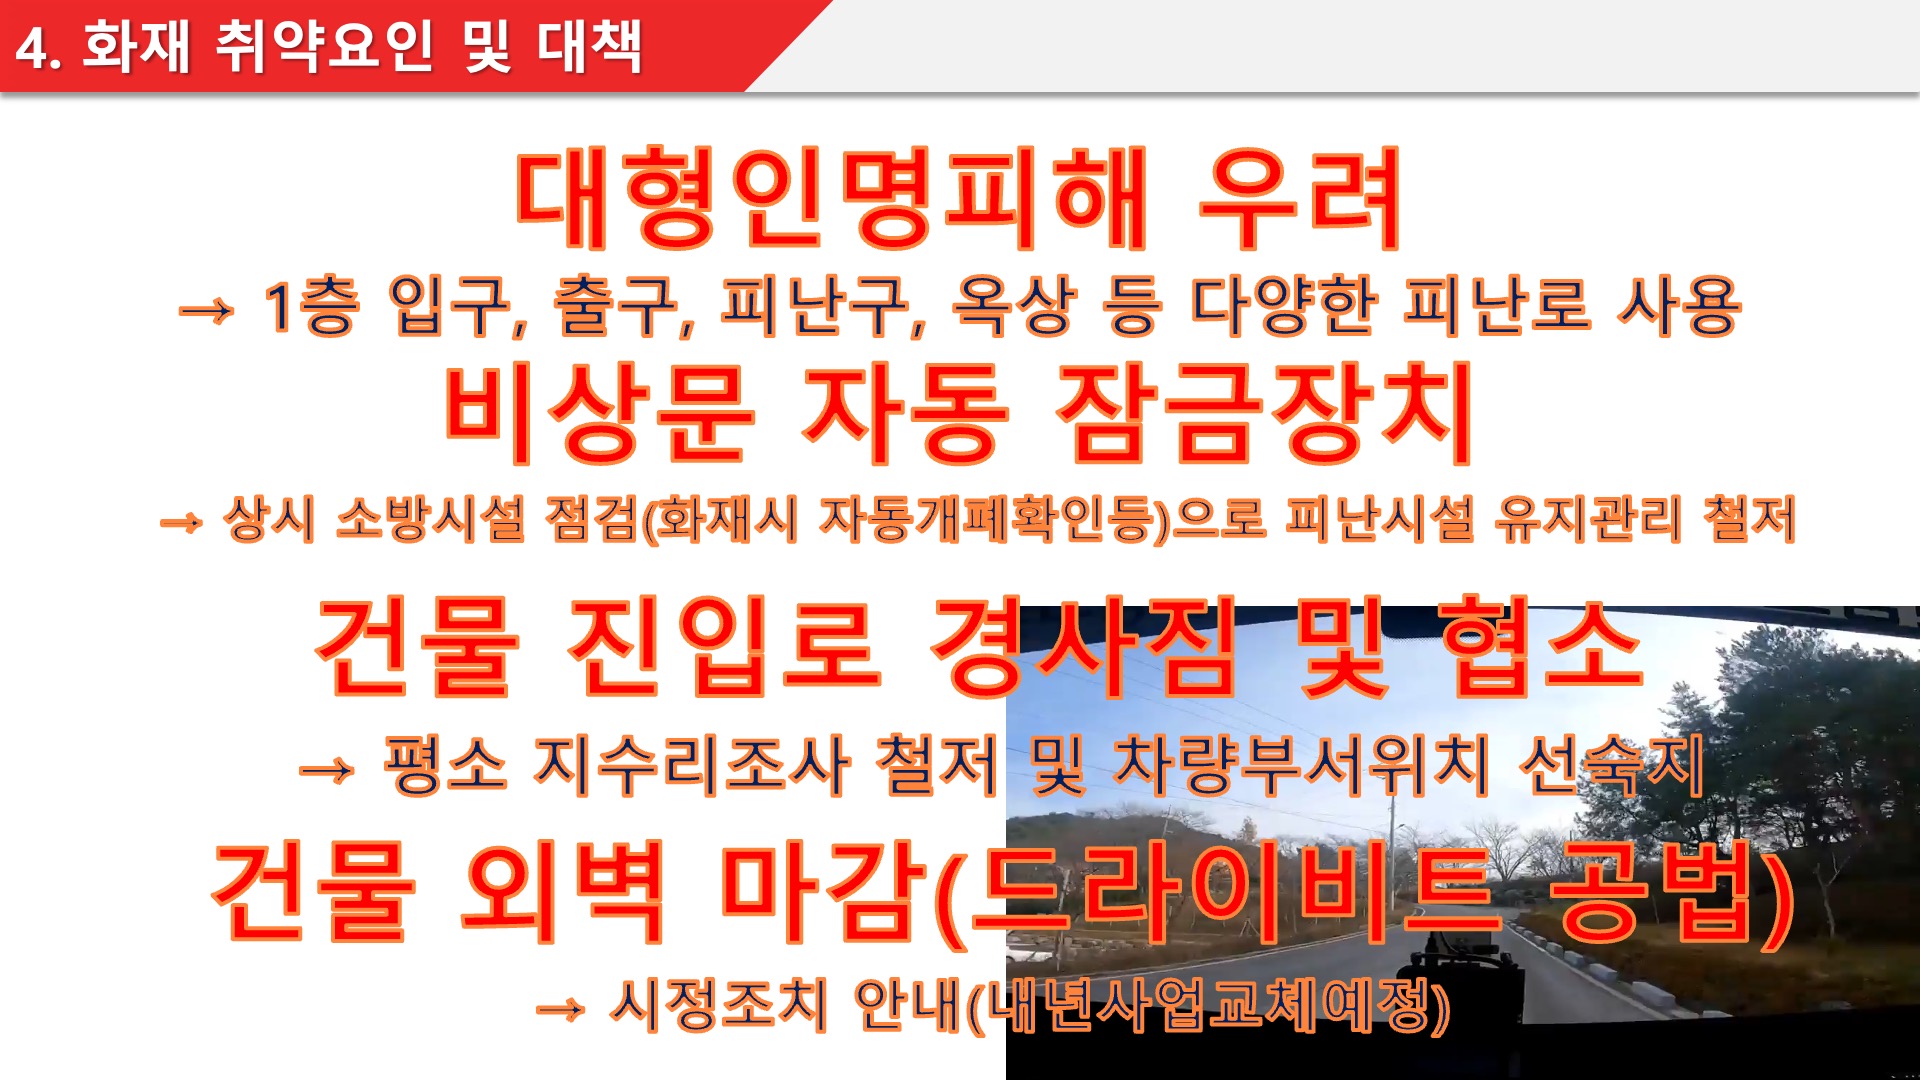 4. 화재 취약요인 및 대책
대형인명피해 우려
→ 1층 입구, 출구, 피난구, 옥상 등 다양한 피난로 사용
비상문 자동 잠금장치
→ 상시 소방시설 점검(화재시 자동개폐확인등)으로 피난시설 유지관리 철저
건물 진입로 경사짐 및 협소
→ 평소 지수리조사 철저 및 차량부서위치 선숙지
건물 외벽 마감(드라이비트 공법)
→ 시정조치 안내(내년사업교체예정)